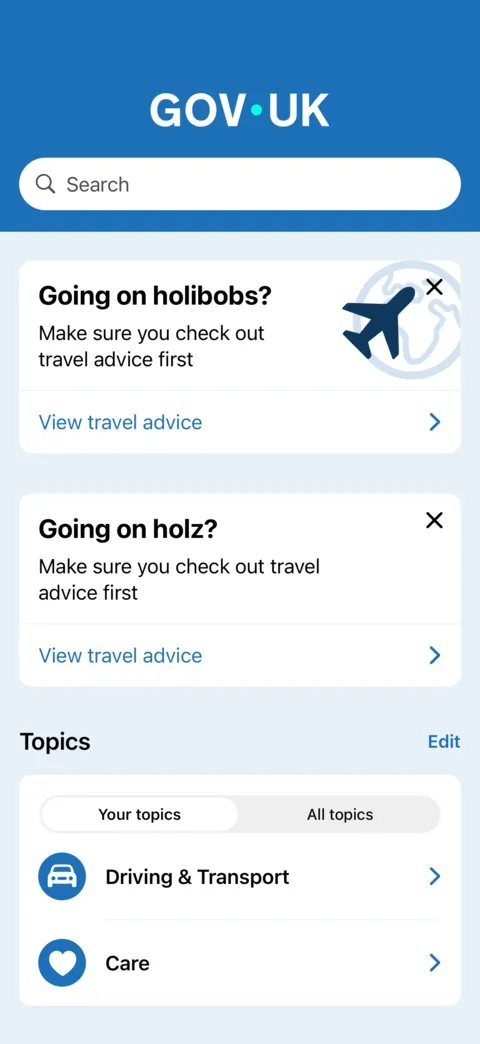 GOV·UK
Search
Going on holibobs?
Make sure you check out
travel advice first
View travel advice
Going on holz?
Make sure you check out travel
advice first
View travel advice
Topics
Edit
Your topics
All topics
Driving & Transport
Care